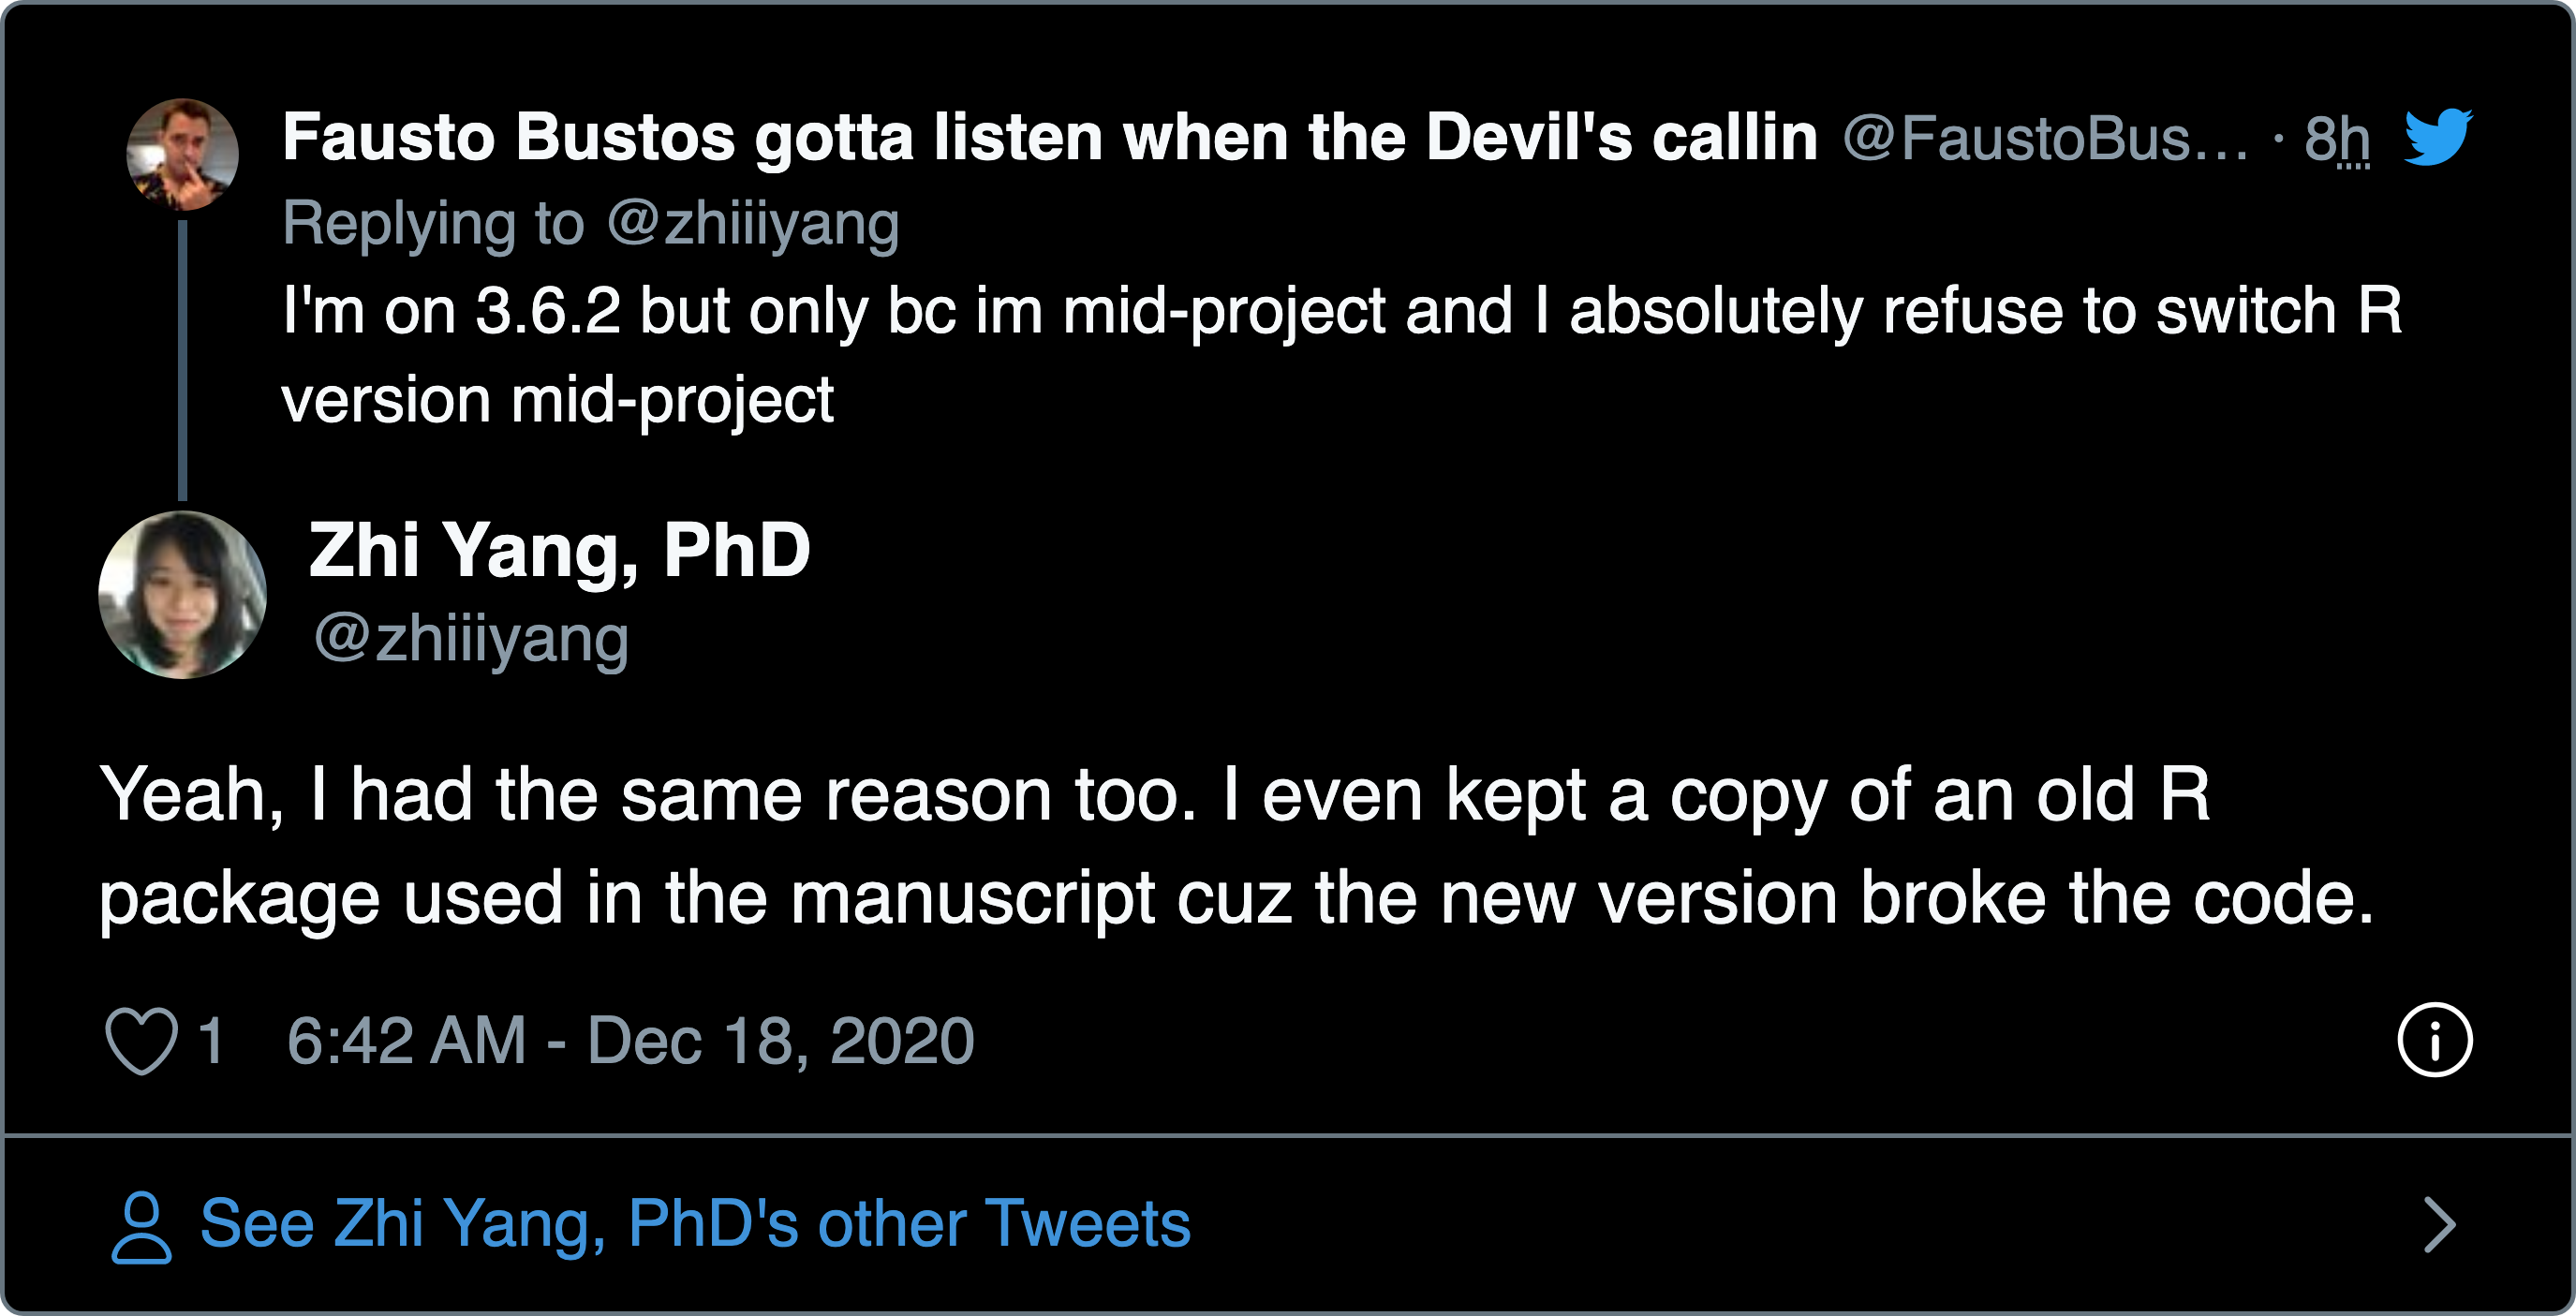 Fausto Bustos gotta listen when the Devil's callin @FaustoBus... · 8h
Replying to @zhiiiyang
I'm on 3.6.2 but only bc im mid-project and I absolutely refuse to switch R
version mid-project
Zhi Yang, PhD
@zhiiiyang
Yeah, I had the same reason too. I even kept a copy of an old R
package used in the manuscript cuz the new version broke the code.
1 6:42 AM - Dec 18, 2020
See Zhi Yang, PhD's other Tweets